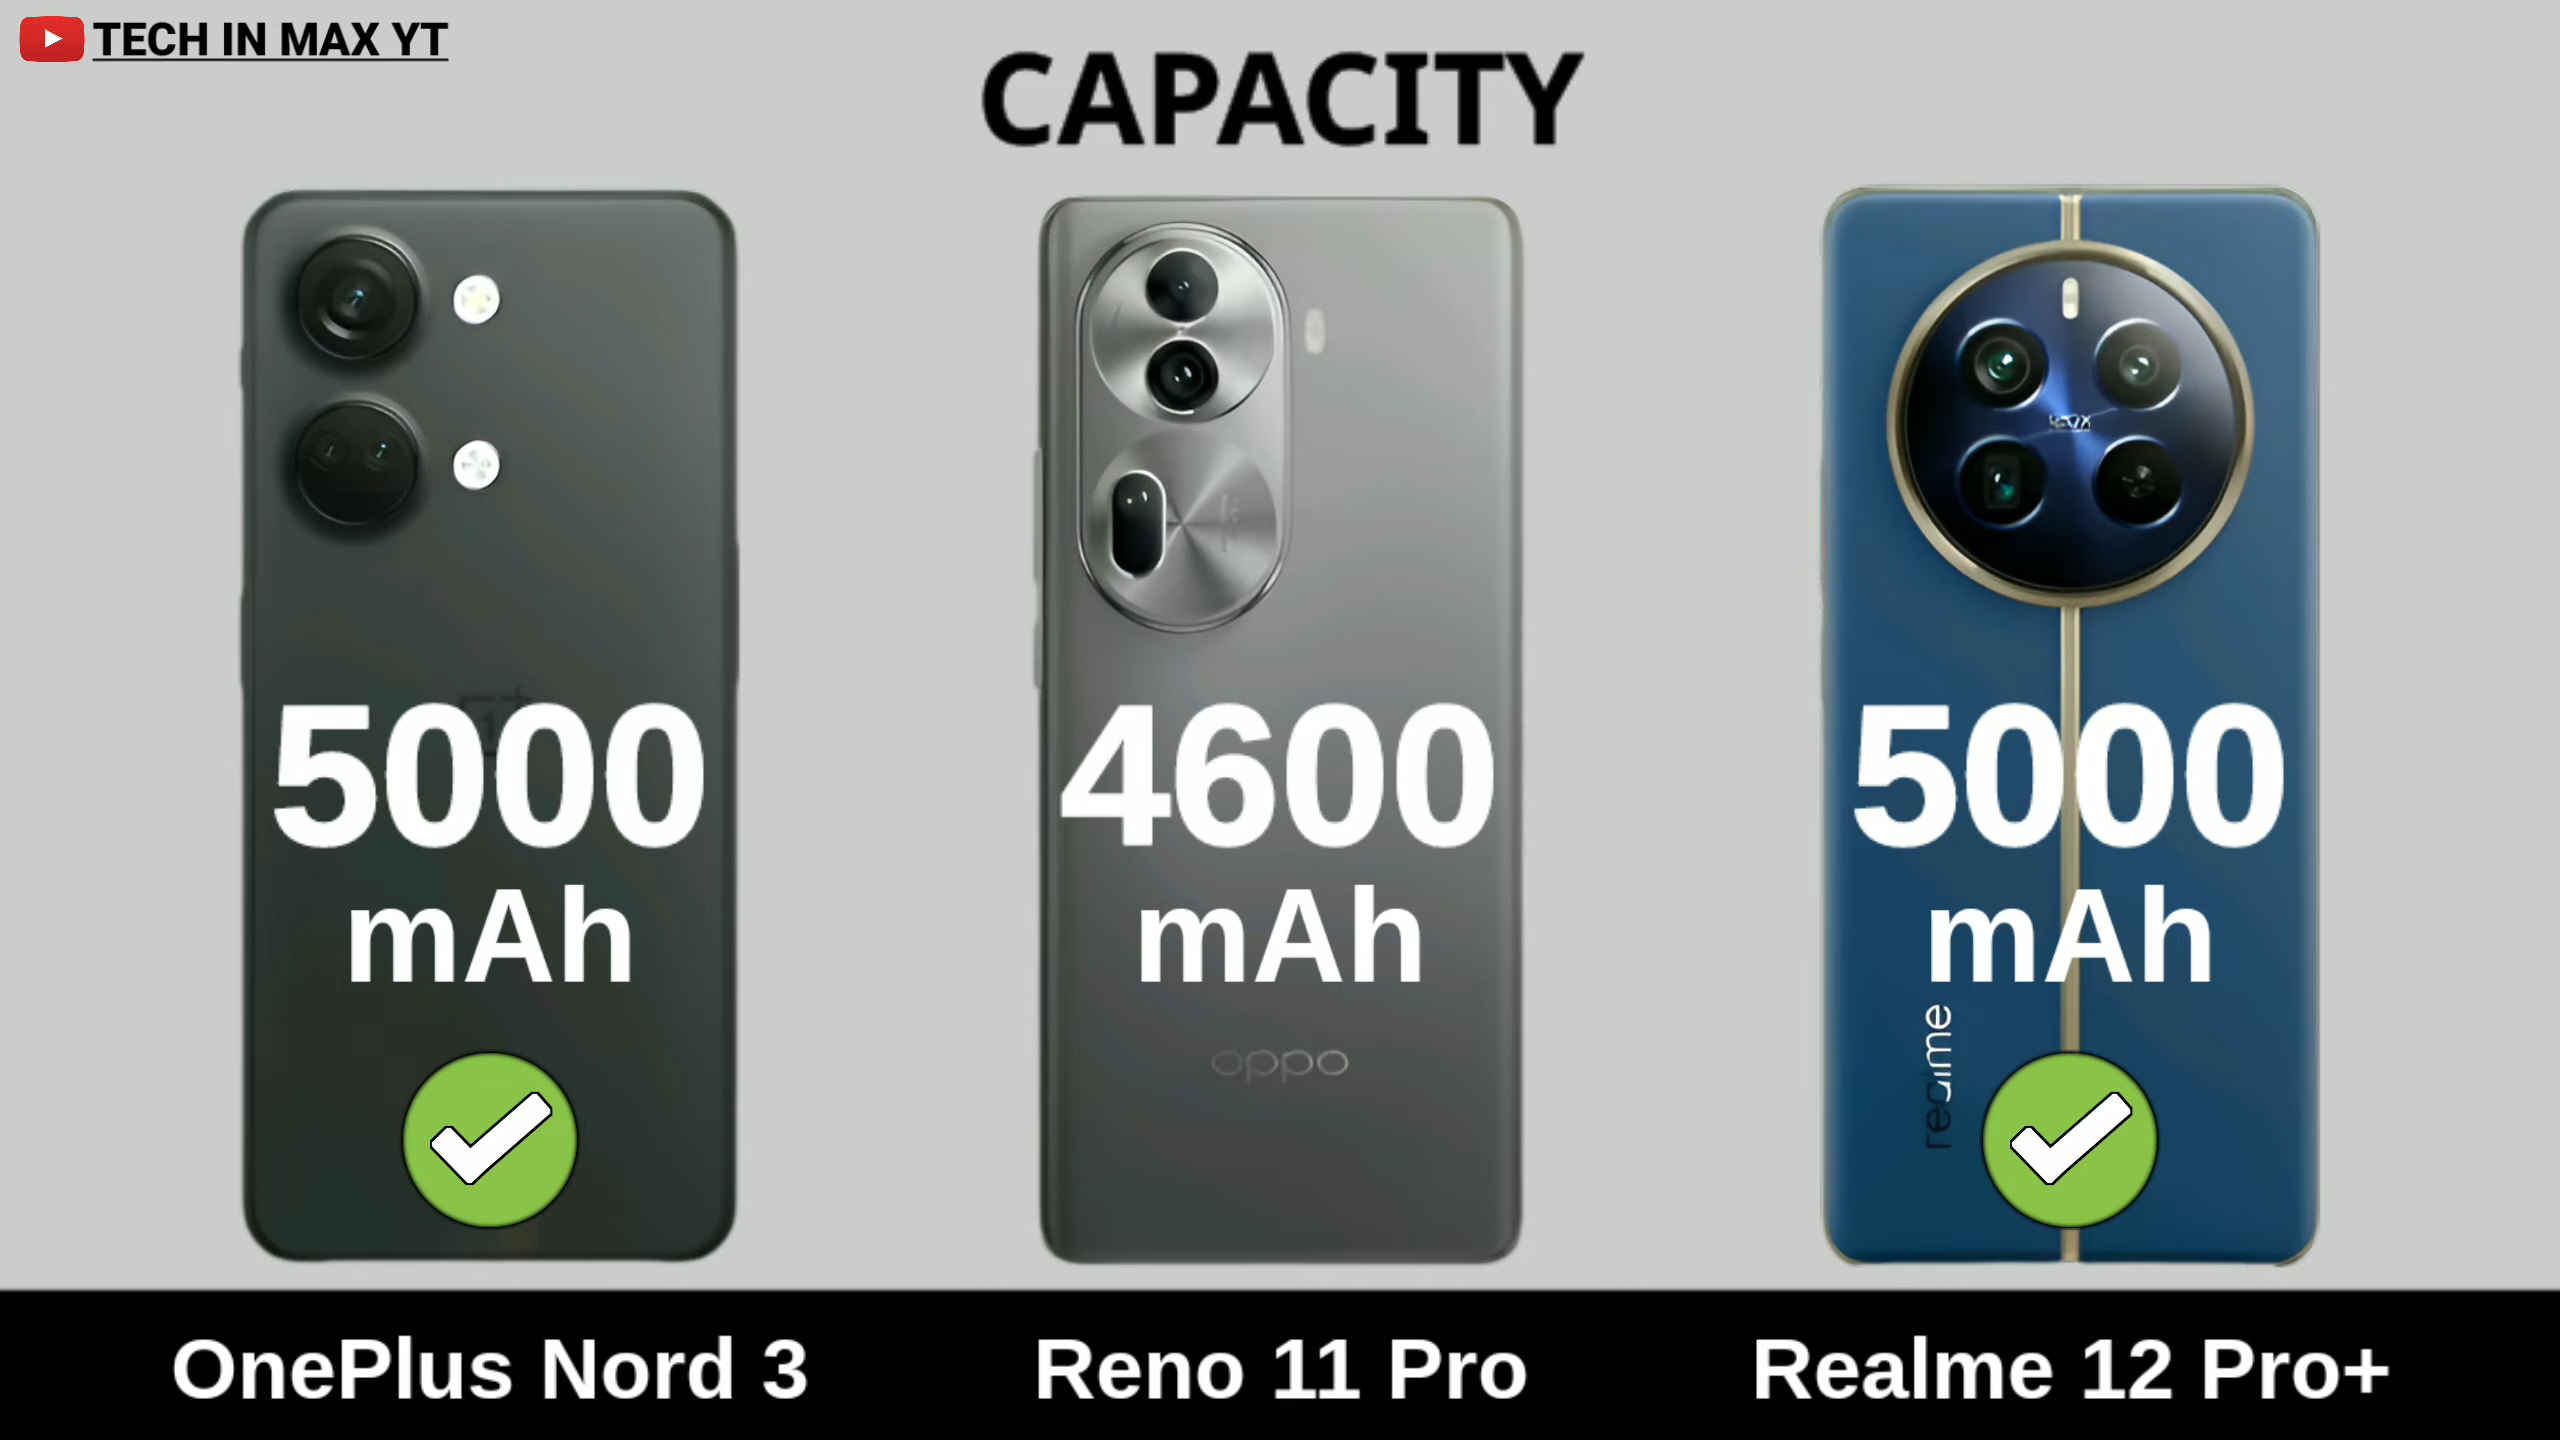 TECH IN MAX YT
CAPACITY
5000
mAh
4600
mAh
5000
mAh
oppo
realme
OnePlus Nord 3
Reno 11 Pro
Realme 12 Pro+